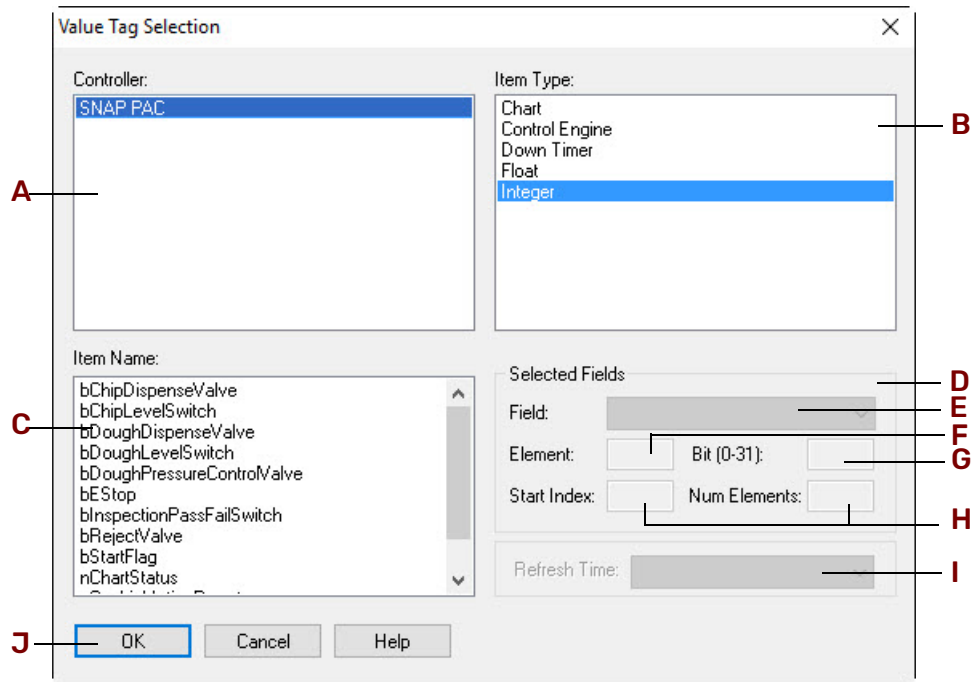 Value Tag Selection
Controller:
SNAP PAC
A
Item Type:
Chart
Control Engine
Down Timer
Float
Integer
B
Item Name:
bChipDispenseValve
bChipLevelSwitch
bDoughDispenseValve
bDoughLevelSwitch
bDoughPressureControlValve
bEStop
bInspectionPassFailSwitch
bRejectValve
bStartFlag
nChartStatus
C
Selected Fields
D
Field:
E
Element:
F
Bit (0-31):
G
Start Index:
Num Elements:
H
Refresh Time:
I
J
OK
Cancel
Help